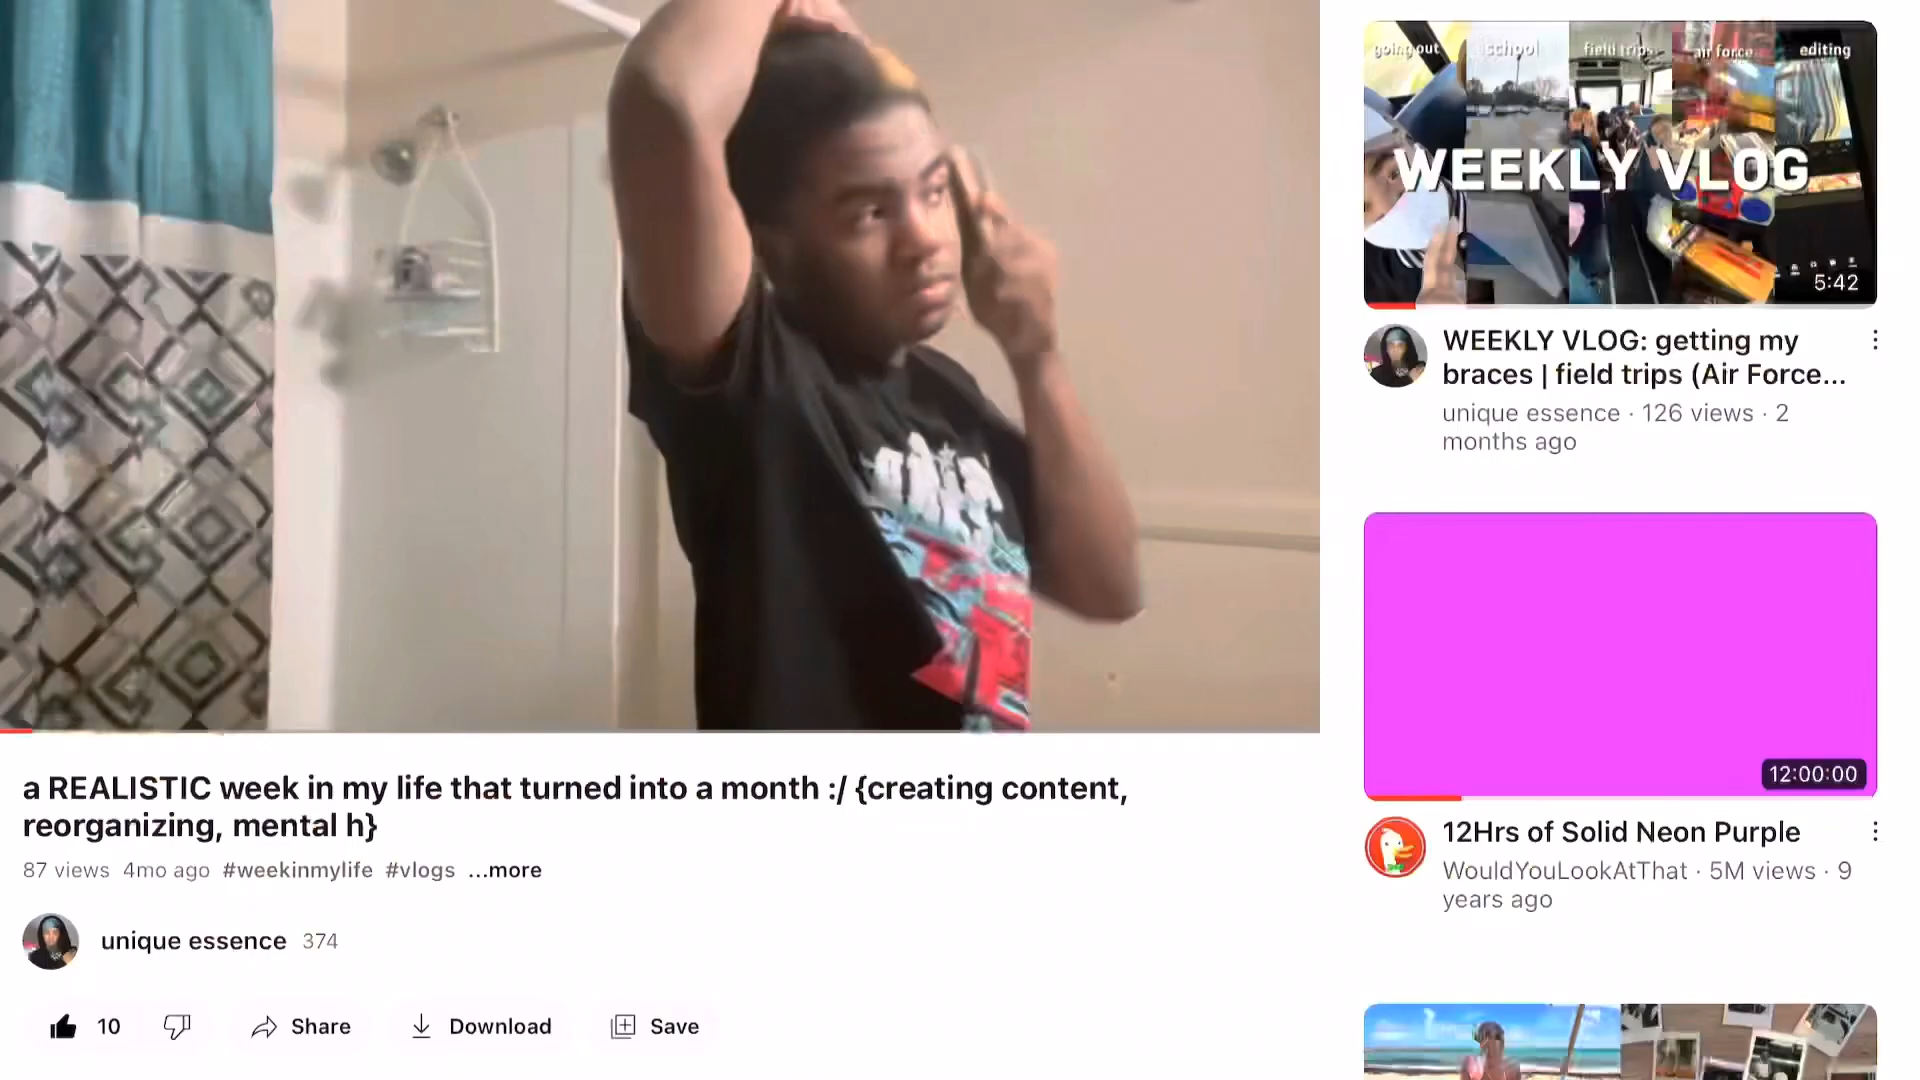 a REALISTIC week in my life that turned into a month :/ {creating content,
reorganizing, mental h}
87 views 4mo ago #weekinmylife #vlogs ...more
unique essence 374
10 Share Download Save
going out school field trips air force editing
WEEKLY VLOG
5:42
WEEKLY VLOG: getting my
braces | field trips (Air Force...
unique essence · 126 views · 2
months ago
12:00:00
12Hrs of Solid Neon Purple
WouldYouLookAtThat · 5M views · 9
years ago